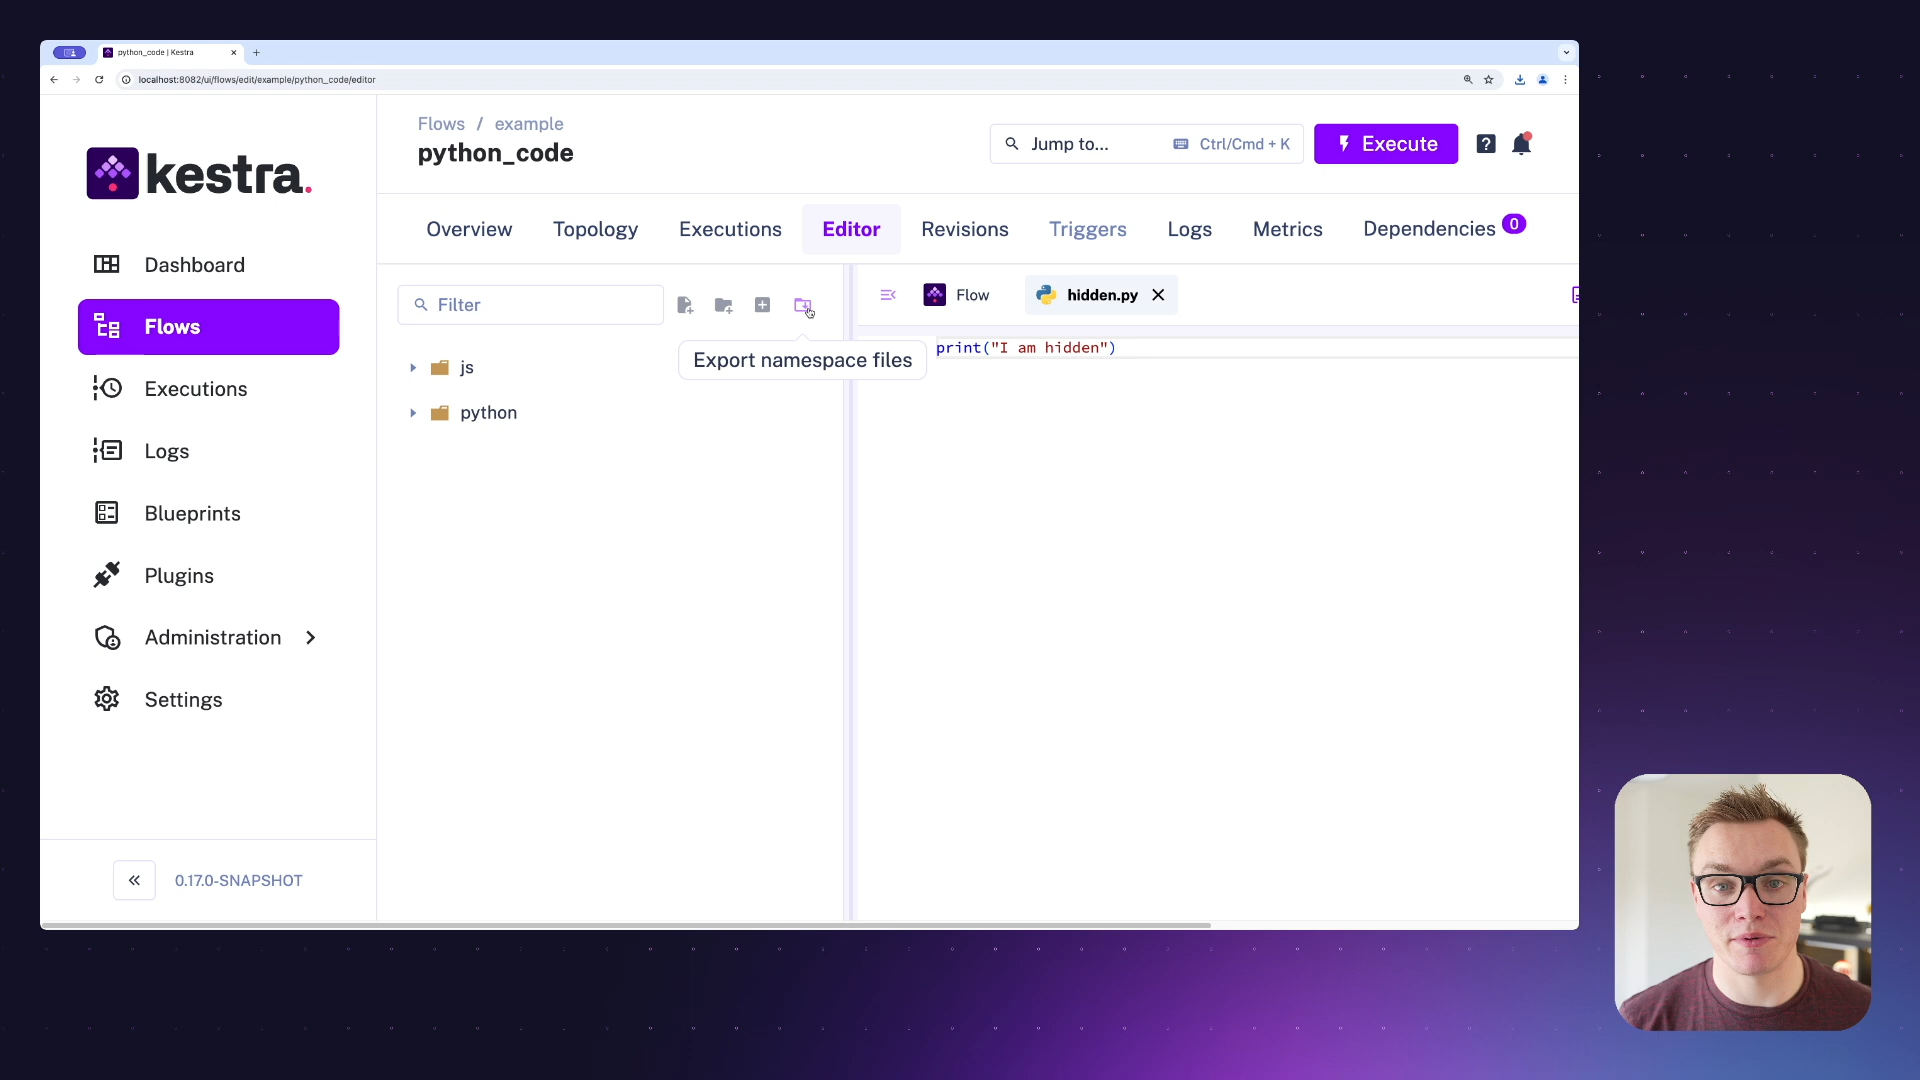 python_code | Kestra
localhost:8082/ui/flows/edit/example/python_code/editor
kestra.
Flows / example
python_code
Jump to...
Ctrl/Cmd + K
Execute
?
Overview
Topology
Executions
Editor
Revisions
Triggers
Logs
Metrics
Dependencies
0
Dashboard
Flows
Executions
Logs
Blueprints
Plugins
Administration
Settings
0.17.0-SNAPSHOT
Filter
Export namespace files
js
python
Flow
hidden.py
print("I am hidden")